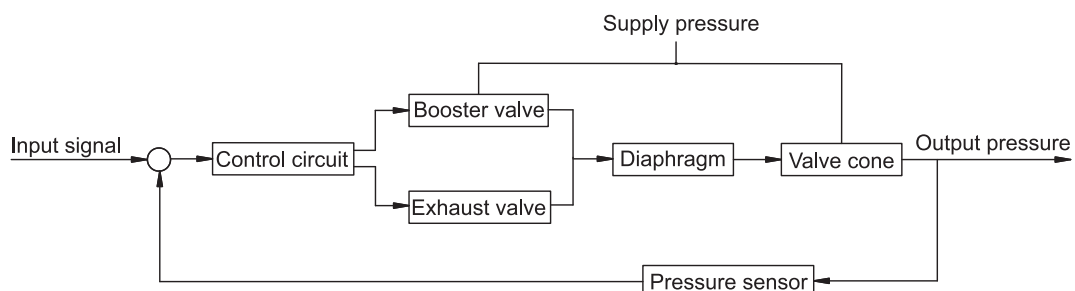 Supply pressure
Booster valve
Input signal
Control circuit
Diaphragm
Valve cone
Output pressure
Exhaust valve
Pressure sensor